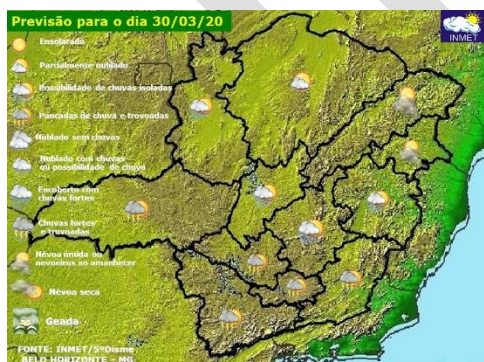 Previsão para o dia 30/03/20
INMET
Ensolarado
Parcialmente nublado
Possibilidade de chuvas isoladas
Pancadas de chuva e trovoadas
Nublado sem chuvas
Nublado com chuvas
ou possibilidade de chuva
Encoberto com
chuvas fortes
Chuvas fortes
e trovoadas
Névoa úmida ou
nevoeiros ao amanhecer
Névoa seca
Geada
FONTE: INMET/5ºDisme
BELO HORIZONTE - MG